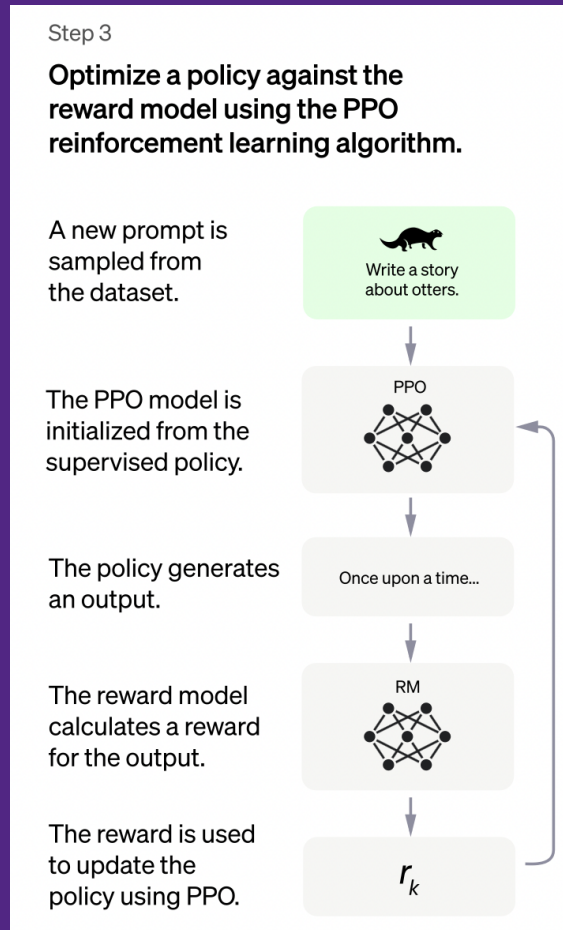 Step 3
Optimize a policy against the
reward model using the PPO
reinforcement learning algorithm.
A new prompt is
sampled from
the dataset.
Write a story
about otters.
The PPO model is
initialized from the
supervised policy.
PPO
The policy generates
an output.
Once upon a time...
The reward model
calculates a reward
for the output.
RM
The reward is used
to update the
policy using PPO.
rk